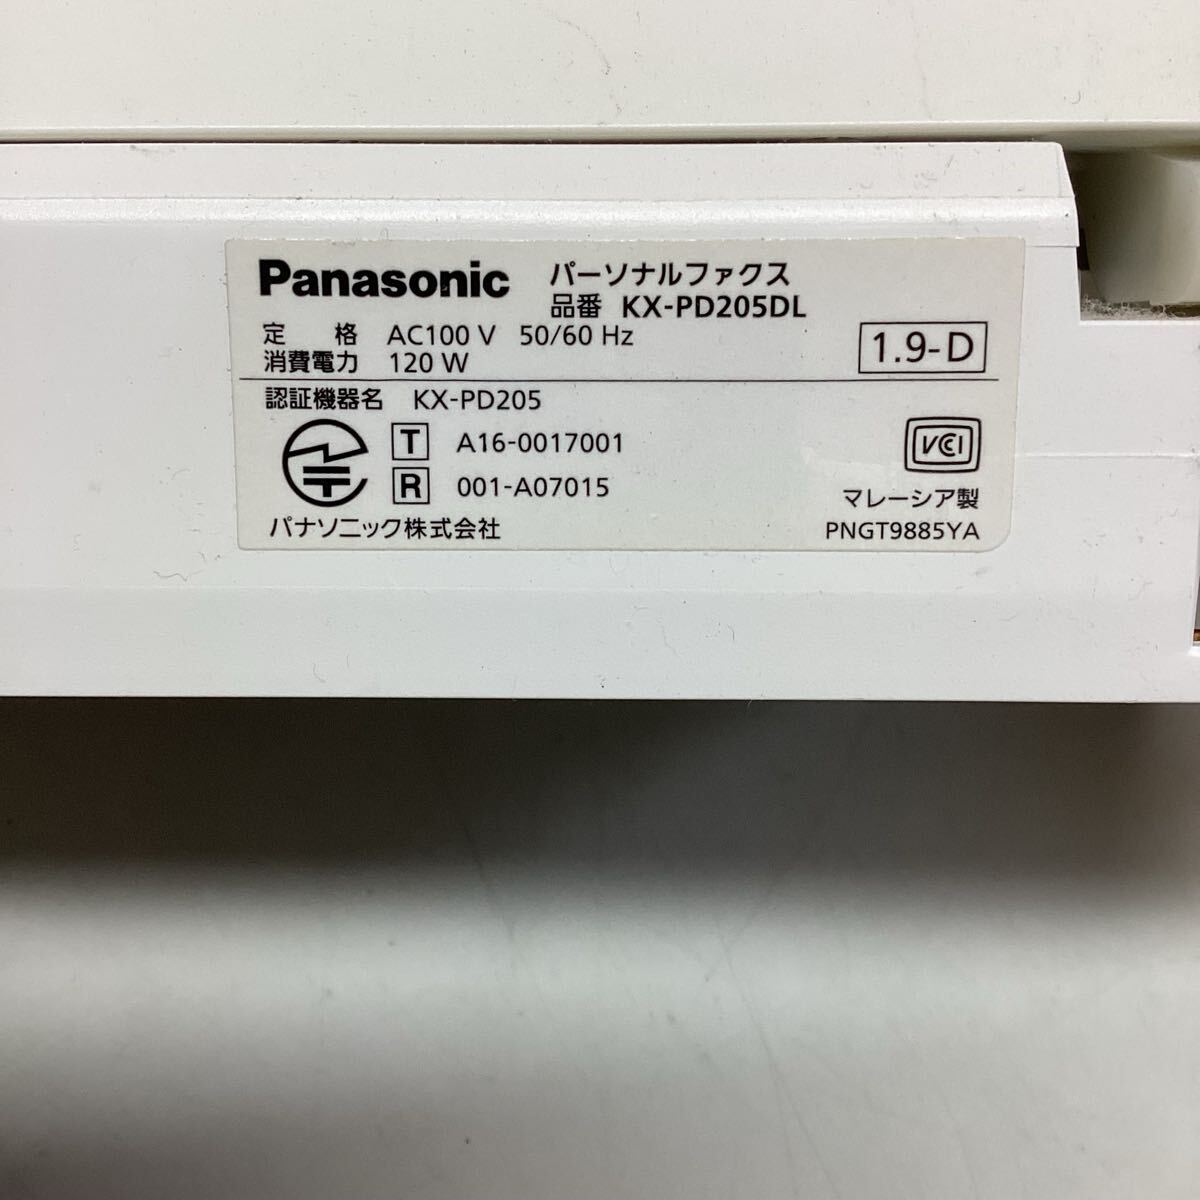 Panasonic パーソナルファクス
品番 KX-PD205DL
定 格 AC100 V 50/60 Hz
消費電力 120 W
1.9-D
認証機器名 KX-PD205
T A16-0017001
R 001-A07015
VCI
パナソニック株式会社
マレーシア製
PNGT9885YA